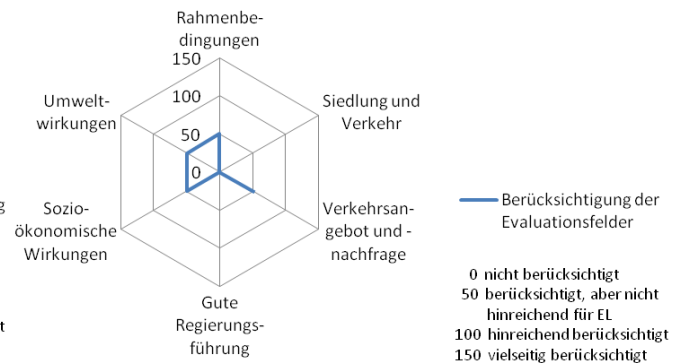 Rahmenbe-
dingungen
150
100
50
0
Umwelt-
wirkungen
Siedlung und
Verkehr
Sozio-
ökonomische
Wirkungen
Verkehrsan-
gebot und -
nachfrage
Gute
Regierungs-
führung
Berücksichtigung der
Evaluationsfelder
0 nicht berücksichtigt
50 berücksichtigt, aber nicht
hinreichend für EL
100 hinreichend berücksichtigt
150 vielseitig berücksichtigt